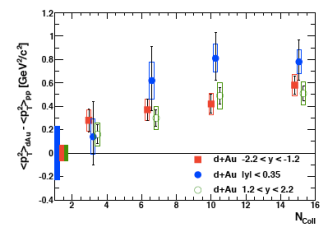 <p²T>dAu - <p²T>pp [GeV²/c²]
1.2
1
0.8
0.6
0.4
0.2
0
-0.2
-0.4
d+Au -2.2 < y < -1.2
d+Au |y| < 0.35
d+Au 1.2 < y < 2.2
2 4 6 8 10 12 14 16
NColl